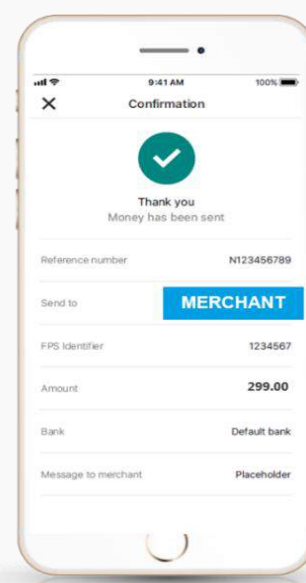 9:41 AM 100%
Confirmation
Thank you
Money has been sent
Reference number N123456789
Send to MERCHANT
FPS Identifier 1234567
Amount 299.00
Bank Default bank
Message to merchant Placeholder